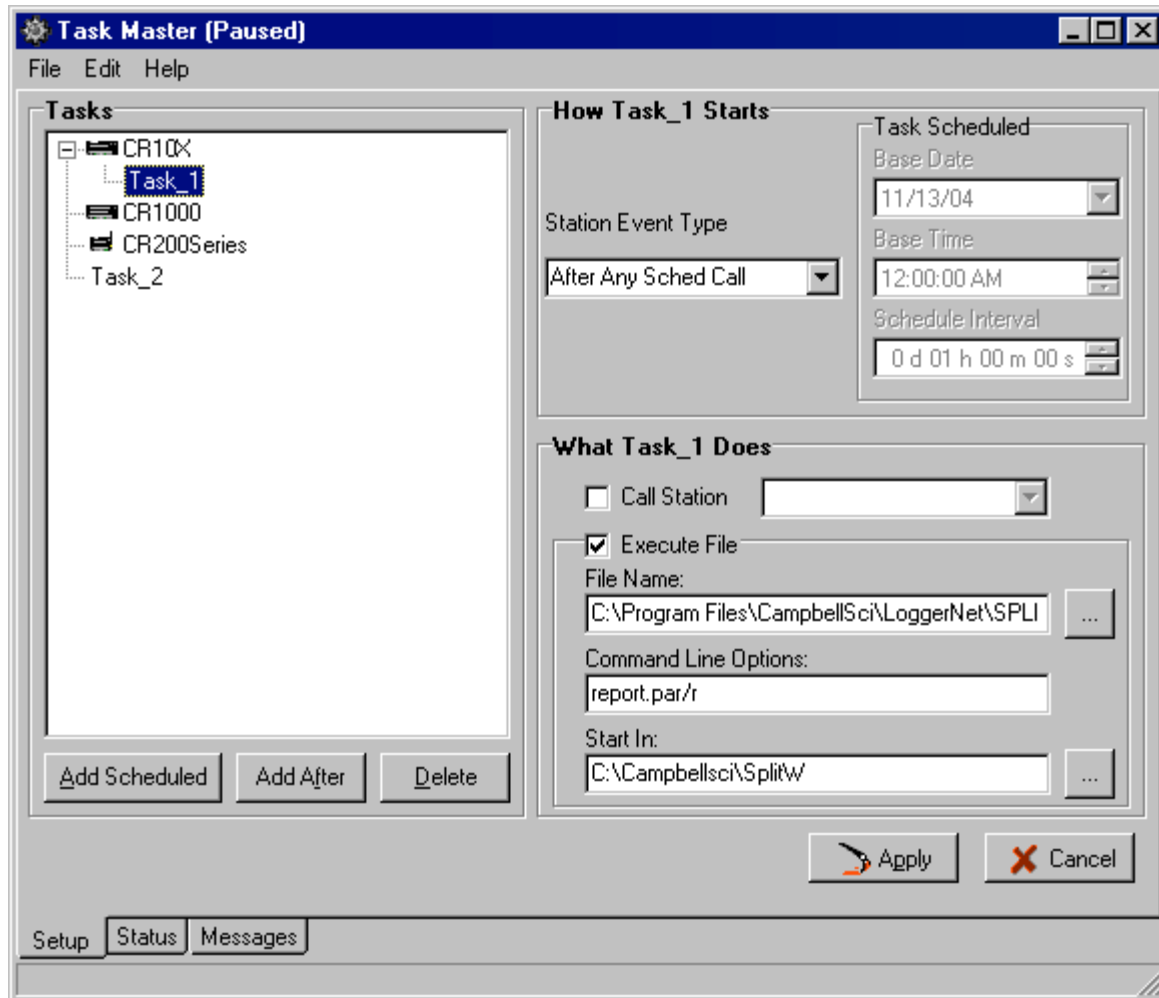 Task Master (Paused)
File Edit Help
Tasks
CR10X
Task_1
CR1000
CR200Series
Task_2
Add Scheduled Add After Delete
How Task_1 Starts
Station Event Type
After Any Sched Call
Task Scheduled
Base Date
11/13/04
Base Time
12:00:00 AM
Schedule Interval
0 d 01 h 00 m 00 s
What Task_1 Does
Call Station
Execute File
File Name:
C:\Program Files\CampbellSci\LoggerNet\SPLI
...
Command Line Options:
report.par/r
Start In:
C:\Campbellsci\SplitW
...
Apply Cancel
Setup Status Messages